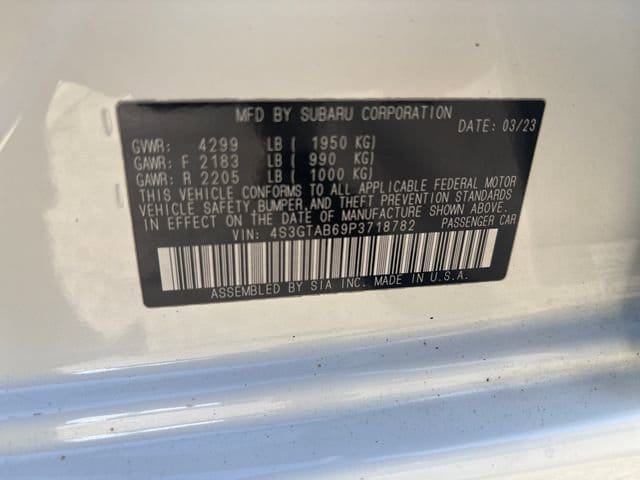 MFD BY SUBARU CORPORATION
DATE: 03/23
GVWR: 4299 LB ( 1950 KG)
GAWR: F 2183 LB ( 990 KG)
GAWR: R 2205 LB ( 1000 KG)
THIS VEHICLE CONFORMS TO ALL APPLICABLE FEDERAL MOTOR
VEHICLE SAFETY, BUMPER, AND THEFT PREVENTION STANDARDS
IN EFFECT ON THE DATE OF MANUFACTURE SHOWN ABOVE.
VIN: 4S3GTAB69P3718782 PASSENGER CAR
ASSEMBLED BY SIA INC. MADE IN U.S.A.